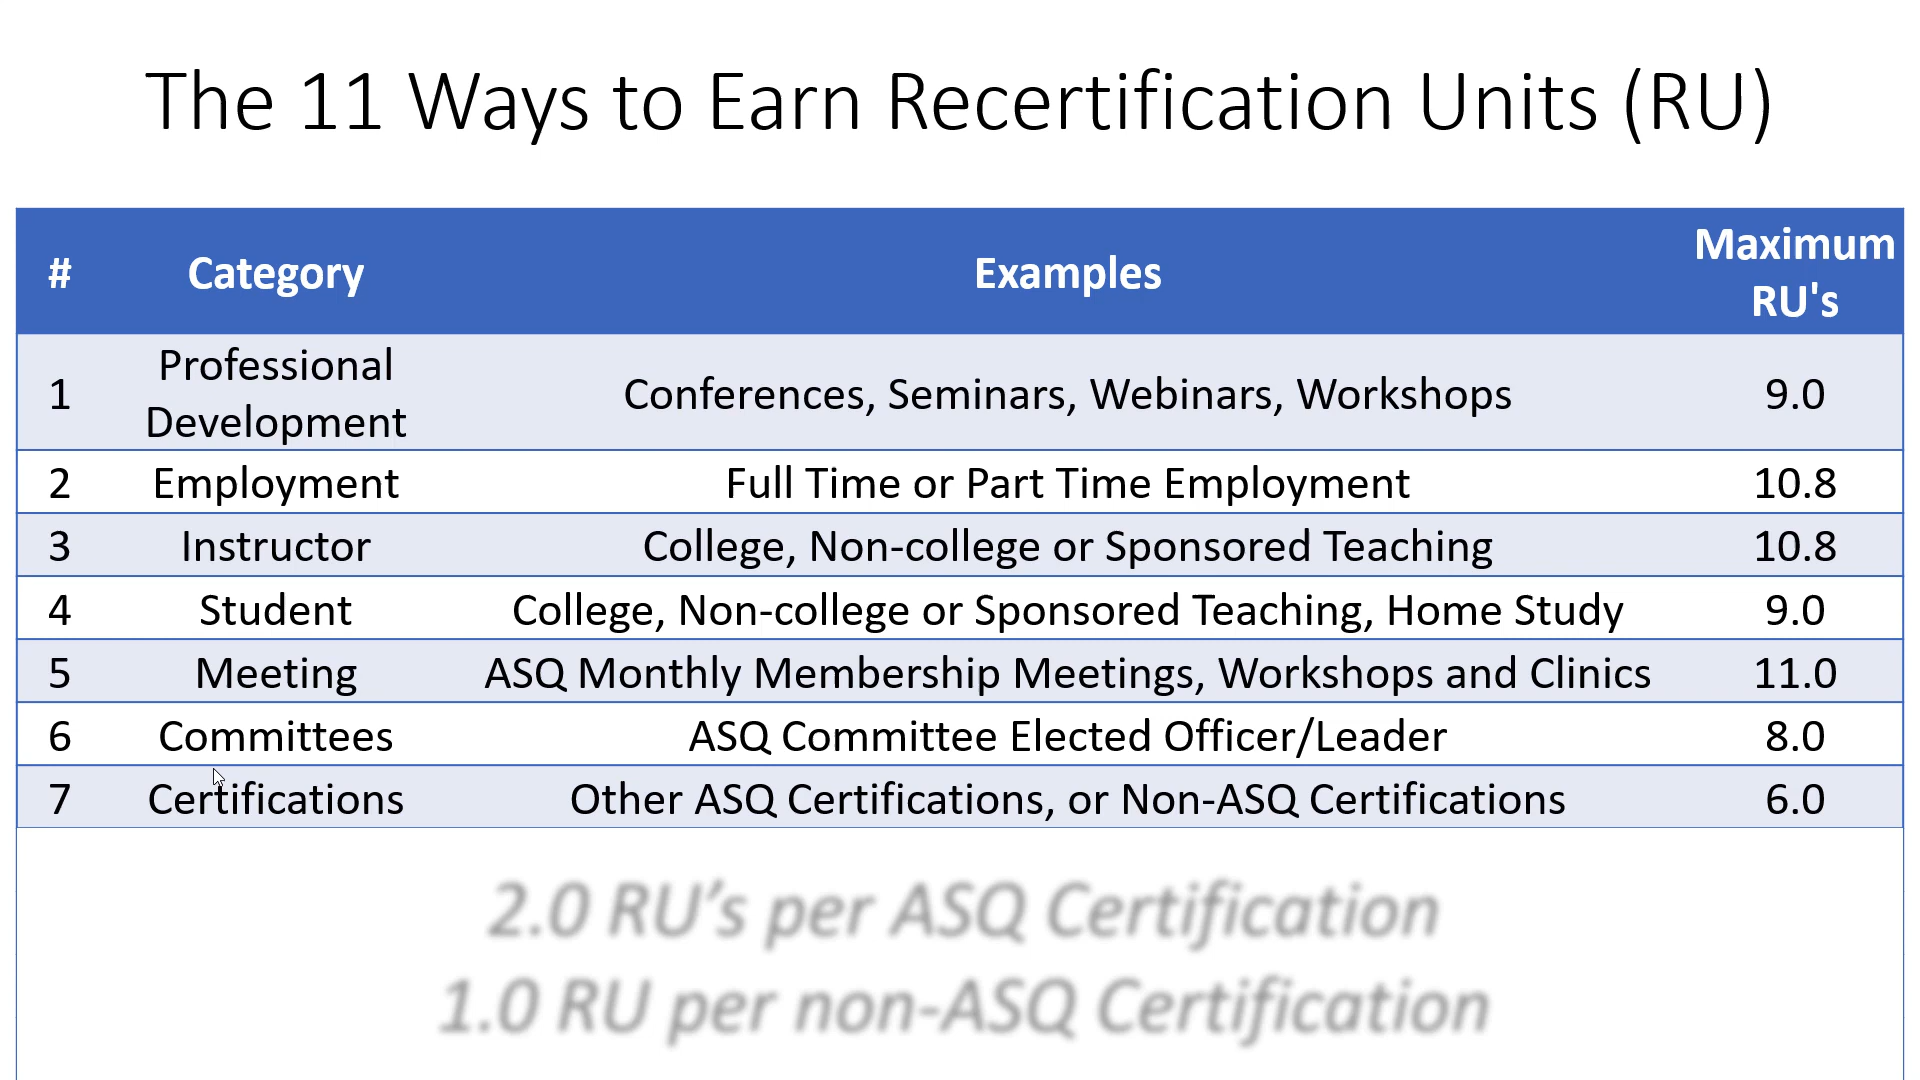 The 11 Ways to Earn Recertification Units (RU)
# Category Examples Maximum RU's
1 Professional Development Conferences, Seminars, Webinars, Workshops 9.0
2 Employment Full Time or Part Time Employment 10.8
3 Instructor College, Non-college or Sponsored Teaching 10.8
4 Student College, Non-college or Sponsored Teaching, Home Study 9.0
5 Meeting ASQ Monthly Membership Meetings, Workshops and Clinics 11.0
6 Committees ASQ Committee Elected Officer/Leader 8.0
7 Certifications Other ASQ Certifications, or Non-ASQ Certifications 6.0
2.0 RU’s per ASQ Certification
1.0 RU per non-ASQ Certification